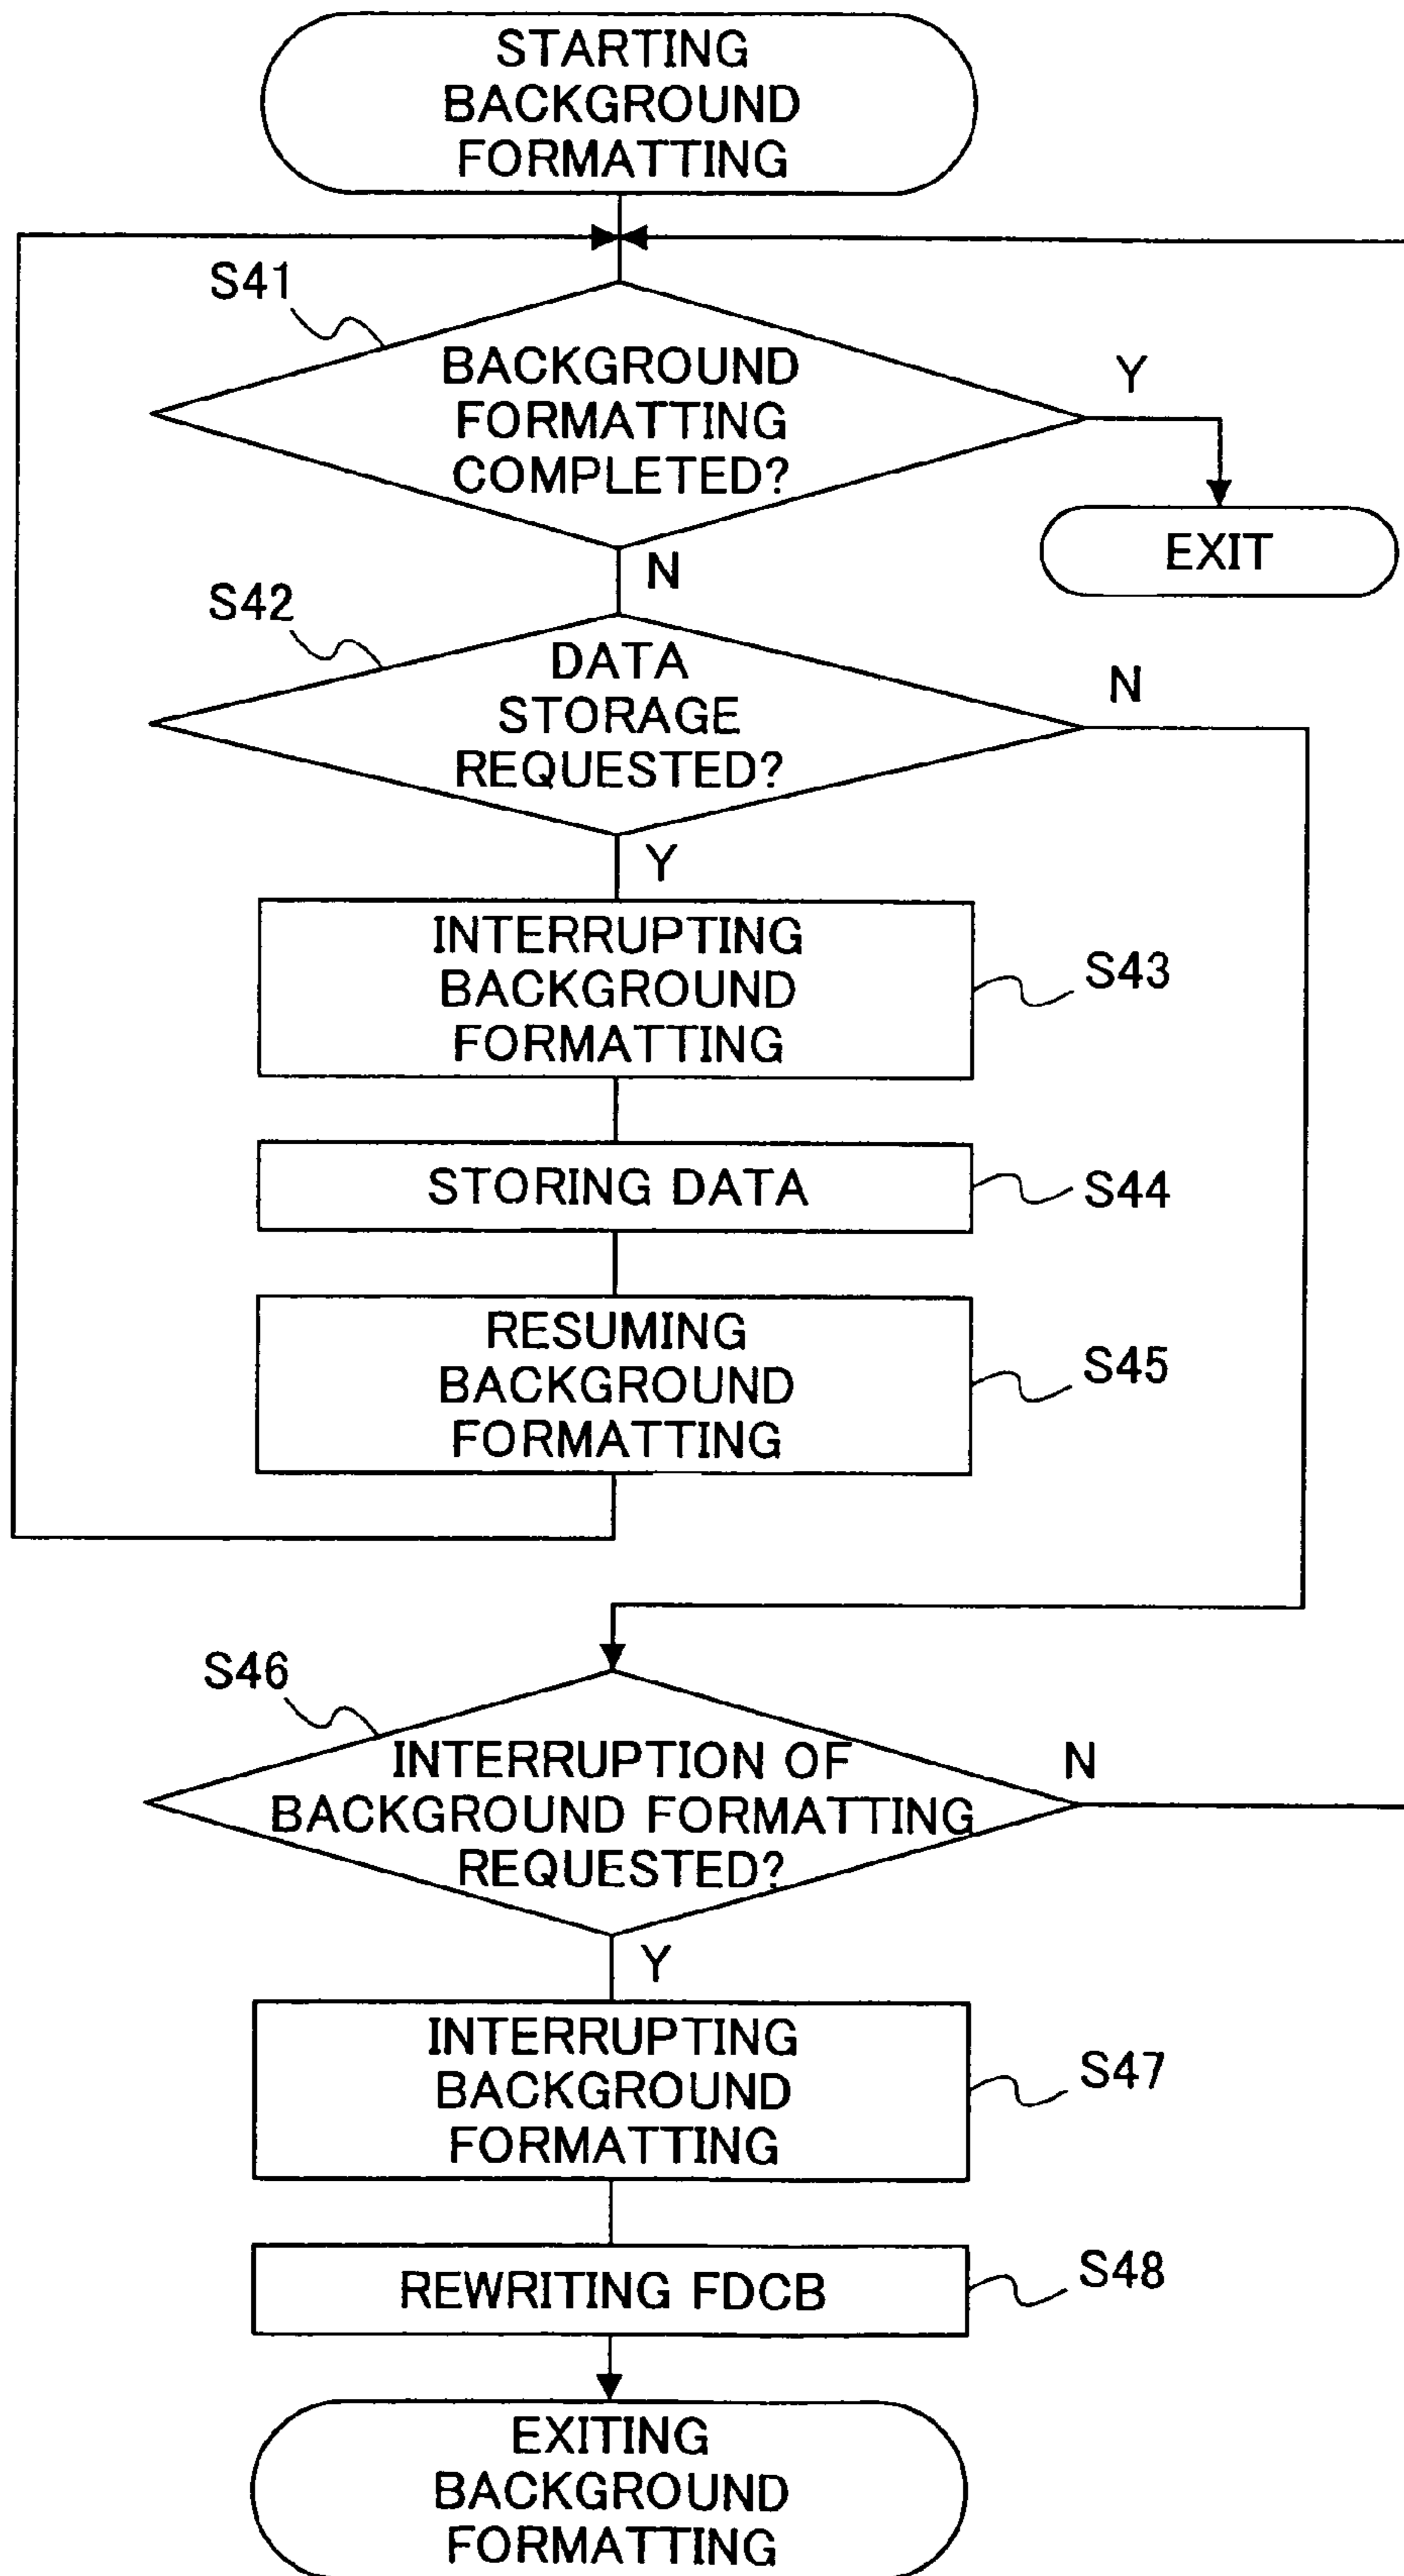 STARTING
BACKGROUND
FORMATTING
S41
BACKGROUND
FORMATTING
COMPLETED?
Y
EXIT
N
S42
DATA
STORAGE
REQUESTED?
N
Y
INTERRUPTING
BACKGROUND
FORMATTING
S43
STORING DATA
S44
RESUMING
BACKGROUND
FORMATTING
S45
S46
INTERRUPTION OF
BACKGROUND FORMATTING
REQUESTED?
N
Y
INTERRUPTING
BACKGROUND
FORMATTING
S47
REWRITING FDCB
S48
EXITING
BACKGROUND
FORMATTING